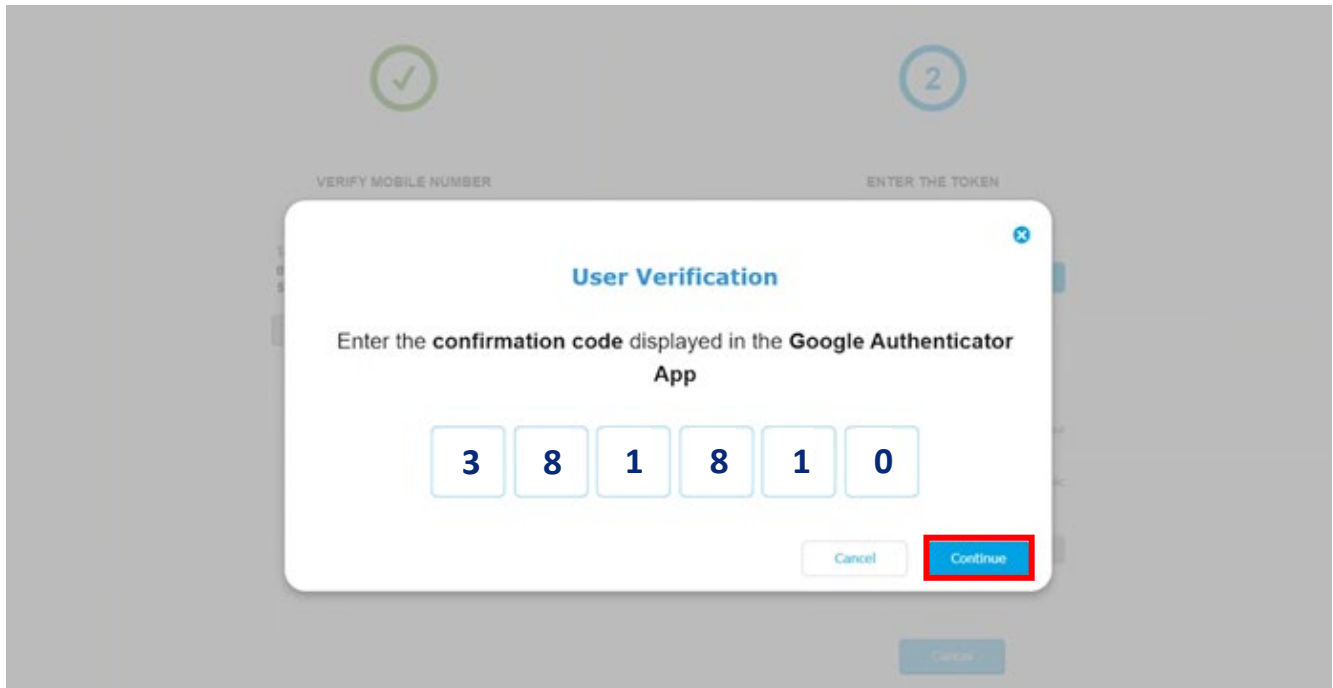 2
VERIFY MOBILE NUMBER
ENTER THE TOKEN
User Verification
Enter the confirmation code displayed in the Google Authenticator
App
3 8 1 8 1 0
Cancel
Continue
Cancel